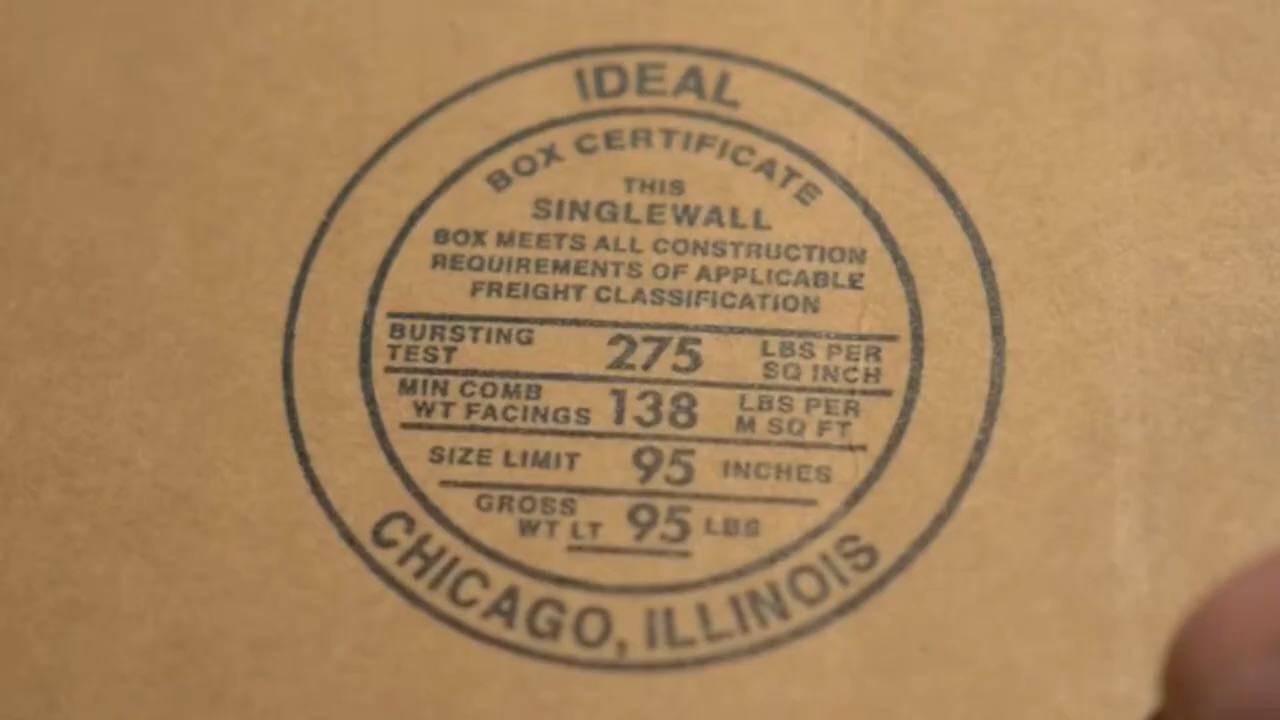 IDEAL
BOX CERTIFICATE
THIS
SINGLEWALL
BOX MEETS ALL CONSTRUCTION
REQUIREMENTS OF APPLICABLE
FREIGHT CLASSIFICATION
BURSTING TEST 275 LBS PER SQ INCH
MIN COMB WT FACINGS 138 LBS PER M SQ FT
SIZE LIMIT 95 INCHES
GROSS WT LT 95 LBS
CHICAGO, ILLINOIS